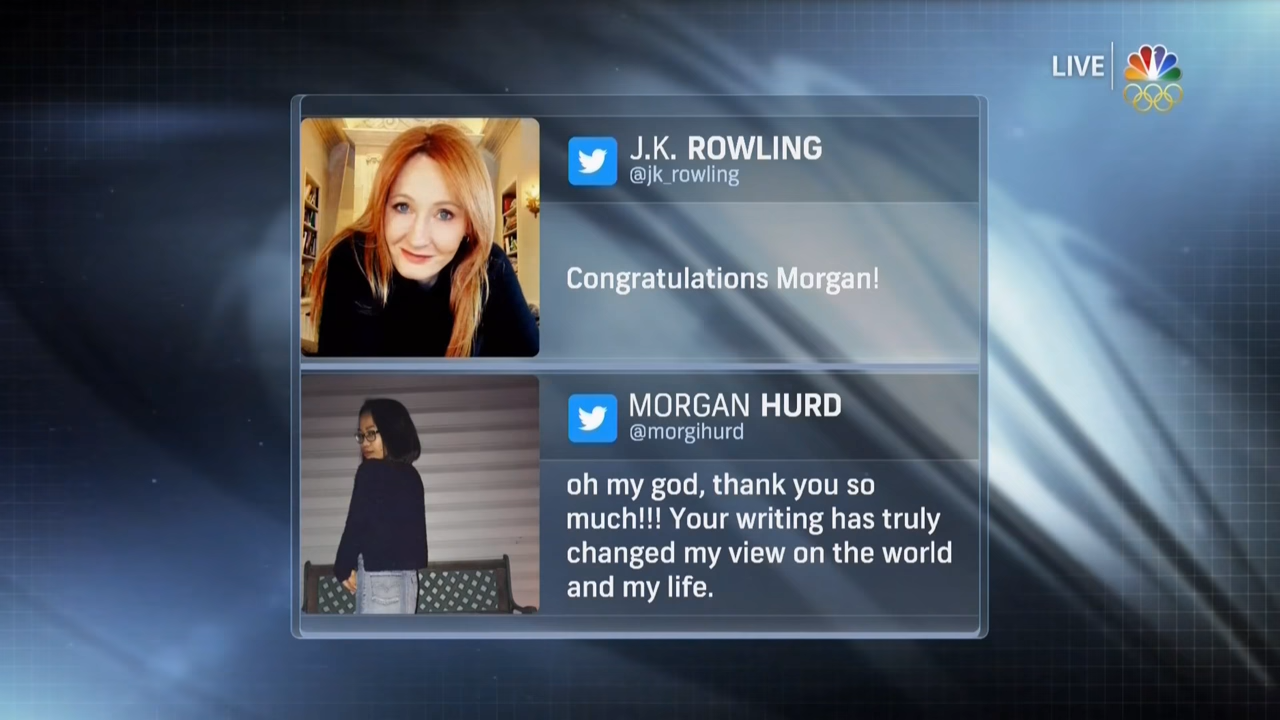 LIVE
J.K. ROWLING
@jk_rowling
Congratulations Morgan!
MORGAN HURD
@morgihurd
oh my god, thank you so
much!!! Your writing has truly
changed my view on the world
and my life.